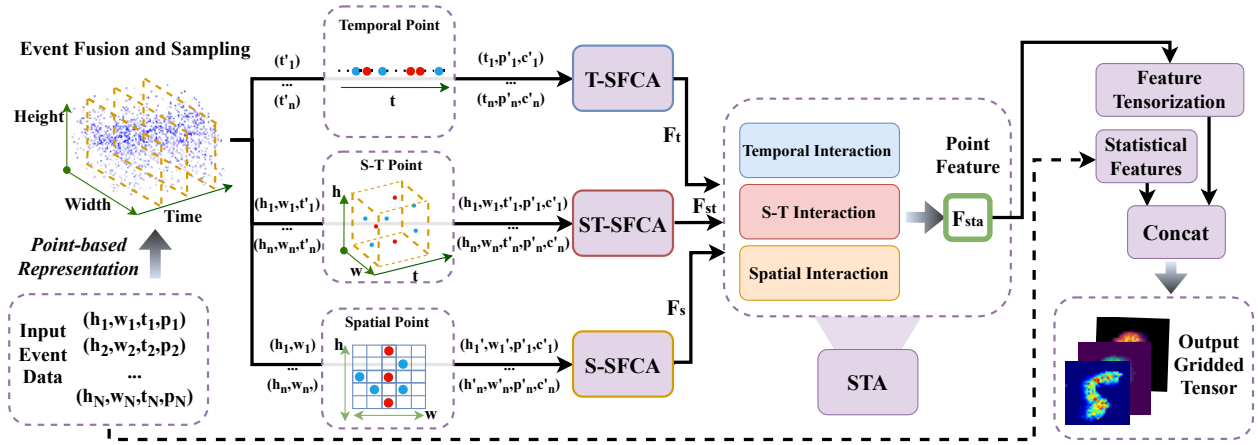 Event Fusion and Sampling
Height
Width
Time
Point-based
Representation
Input
Event
Data
(h1,w1,t1,p1)
(h2,w2,t2,p2)
...
(hN,wN,tN,pN)
(t'1)
...
(t'n)
Temporal Point
t
(t1,p'1,c'1)
...
(tn,p'n,c'n)
T-SFCA
Ft
(h1,w1,t'1)
...
(hn,wn,t'n)
S-T Point
h
w
t
(h1,w1,t'1,p1,c'1)
...
(hn,wn,t'n,p'n,c'n)
ST-SFCA
Fst
(h1,w1)
...
(hn,wn,)
Spatial Point
h
w
(h1',w1',p'1,c'1)
...
(h'n,w'n,p'n,c'n)
S-SFCA
Fs
Temporal Interaction
S-T Interaction
Spatial Interaction
STA
Point
Feature
Fsta
Feature
Tensorization
Statistical
Features
Concat
Output
Gridded
Tensor